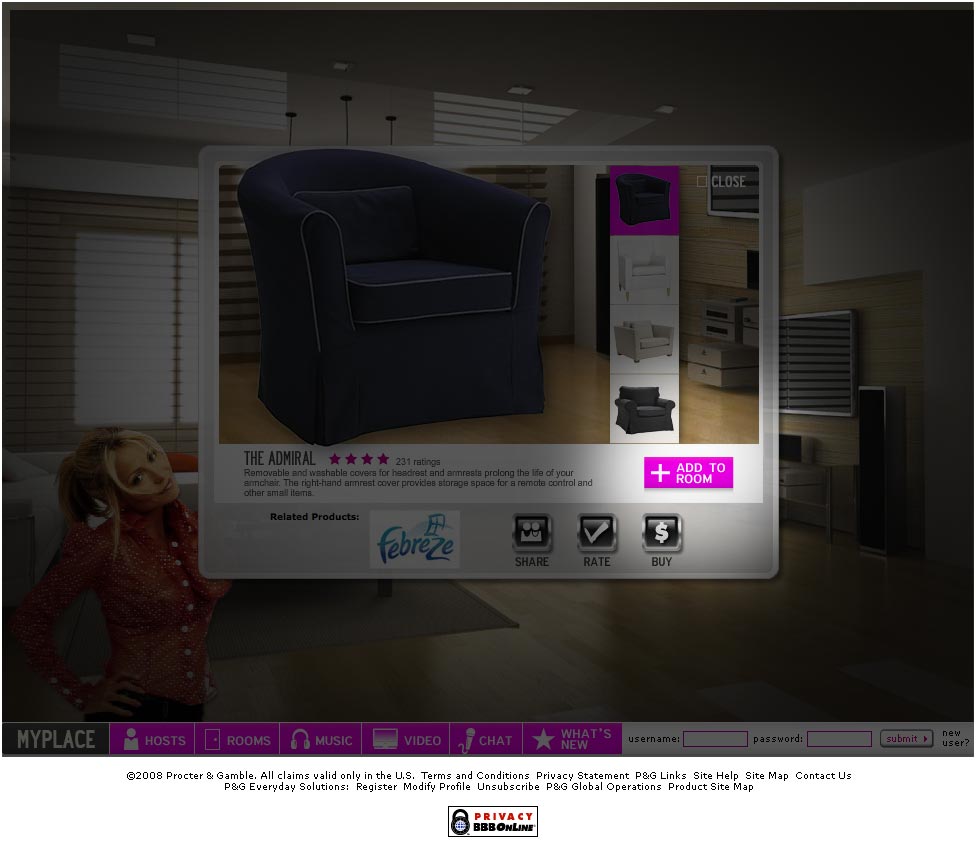 CLOSE
THE ADMIRAL
231 ratings
Removable and washable covers for headrest and armrests prolong the life of your
armchair. The right-hand armrest cover provides storage space for a remote control and
other small items.
ADD TO
ROOM
Related Products:
febreze
SHARE
RATE
$
BUY
MYPLACE
HOSTS
ROOMS
MUSIC
VIDEO
CHAT
WHAT'S
NEW
username:
password:
submit
new
user?
©2008 Procter & Gamble. All claims valid only in the U.S. Terms and Conditions Privacy Statement P&G Links Site Help Site Map Contact Us
P&G Everyday Solutions: Register Modify Profile Unsubscribe P&G Global Operations Product Site Map
PRIVACY
BBBOnLine